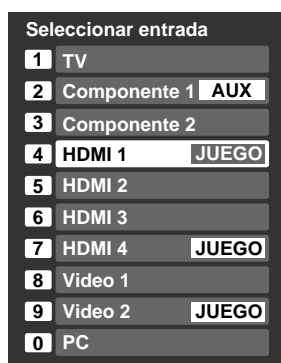 Seleccionar entrada
1 TV
2 Componente 1 AUX
3 Componente 2
4 HDMI 1 JUEGO
5 HDMI 2
6 HDMI 3
7 HDMI 4 JUEGO
8 Video 1
9 Video 2 JUEGO
0 PC